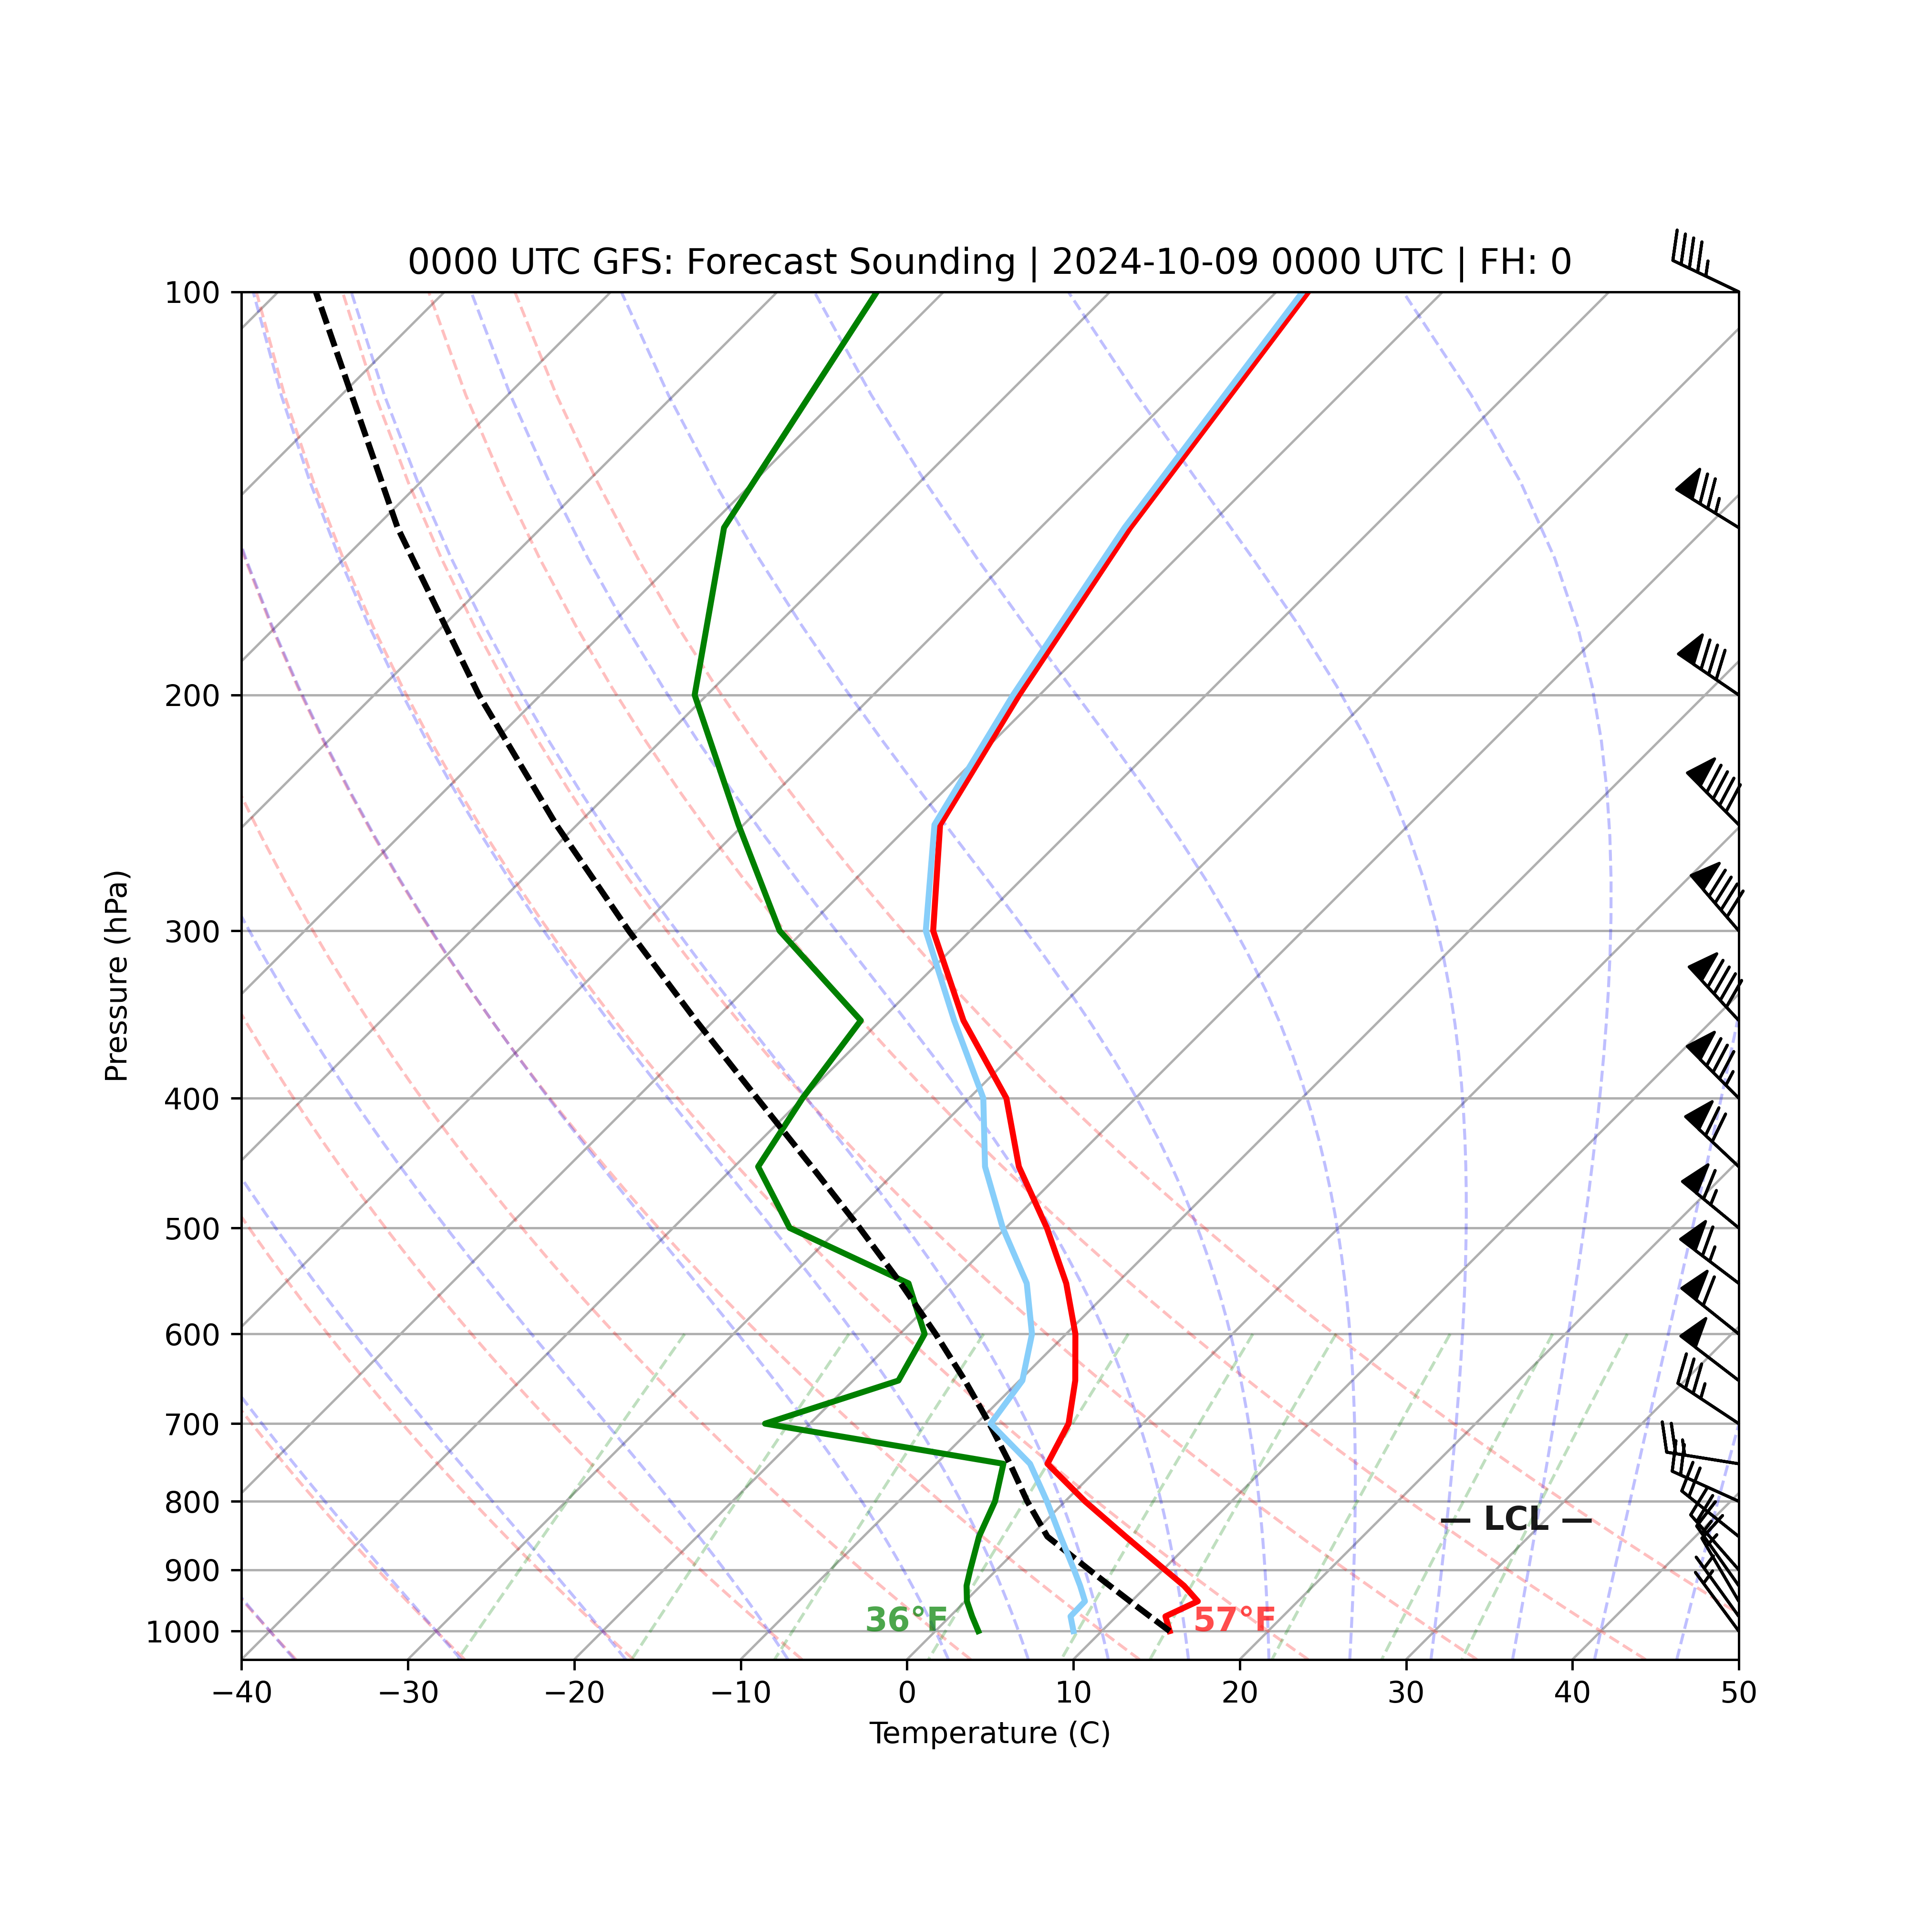 0000 UTC GFS: Forecast Sounding | 2024-10-09 0000 UTC | FH: 0
100
200
300
400
500
600
700
800
900
1000
Pressure (hPa)
— LCL —
36°F
57°F
−40 −30 −20 −10 0 10 20 30 40 50
Temperature (C)